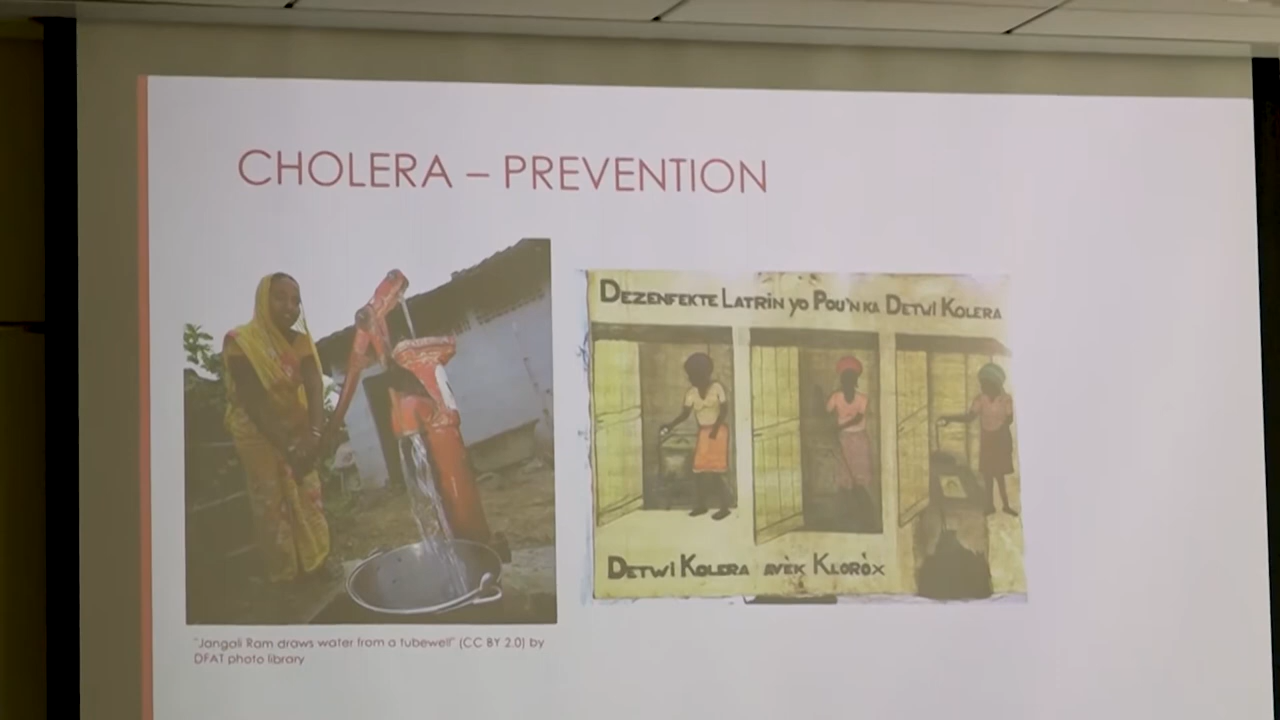 CHOLERA – PREVENTION
DEZENFEKTE LATRIN yo POU'N KA DETWI KOLERA
DETWI KOLERA AVÈK KLORÒX
"Jangali Ram draws water from a tubewell" (CC BY 2.0) by
DFAT photo library